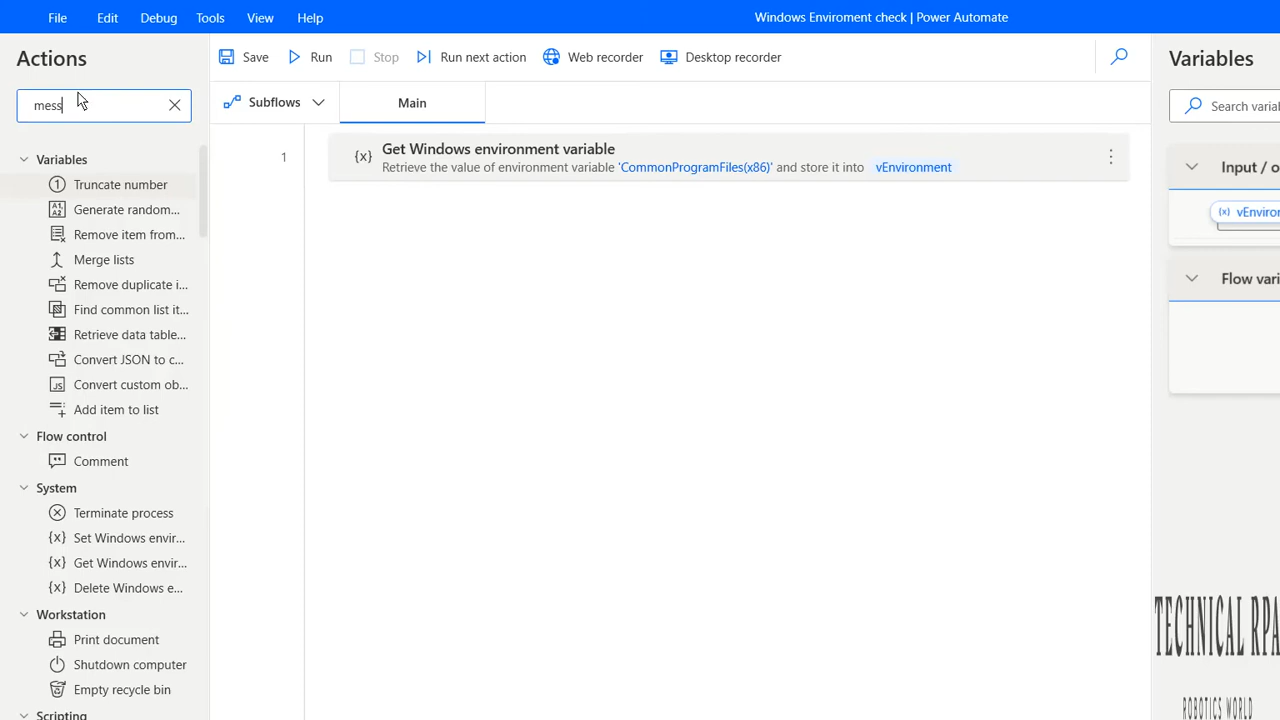 File Edit Debug Tools View Help Windows Enviroment check | Power Automate
Actions
mess
Variables
Truncate number
Generate random...
Remove item from...
Merge lists
Remove duplicate i...
Find common list it...
Retrieve data table...
Convert JSON to c...
Convert custom ob...
Add item to list
Flow control
Comment
System
Terminate process
Set Windows envir...
Get Windows envir...
Delete Windows e...
Workstation
Print document
Shutdown computer
Empty recycle bin
Scripting
Save Run Stop Run next action Web recorder Desktop recorder
Subflows Main
1
{x} Get Windows environment variable
Retrieve the value of environment variable 'CommonProgramFiles(x86)' and store it into vEnvironment
Variables
Search variab
Input / o
(x) vEnviron
Flow vari
TECHNICAL RPA
ROBOTICS WORLD